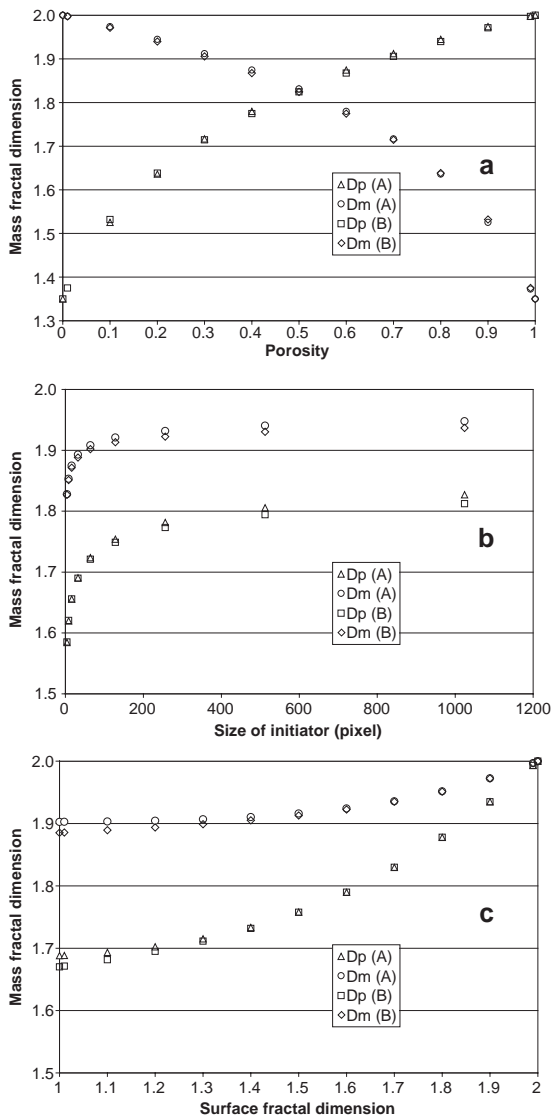 2.0
1.9
1.8
1.7
1.6
1.5
1.4
1.3
Mass fractal dimension
a
Dp (A)
Dm (A)
Dp (B)
Dm (B)
0 0.1 0.2 0.3 0.4 0.5 0.6 0.7 0.8 0.9 1
Porosity
2.0
1.9
1.8
1.7
1.6
1.5
Mass fractal dimension
b
Dp (A)
Dm (A)
Dp (B)
Dm (B)
0 200 400 600 800 1000 1200
Size of initiator (pixel)
2.0
1.9
1.8
1.7
1.6
1.5
Mass fractal dimension
c
Dp (A)
Dm (A)
Dp (B)
Dm (B)
1 1.1 1.2 1.3 1.4 1.5 1.6 1.7 1.8 1.9 2
Surface fractal dimension